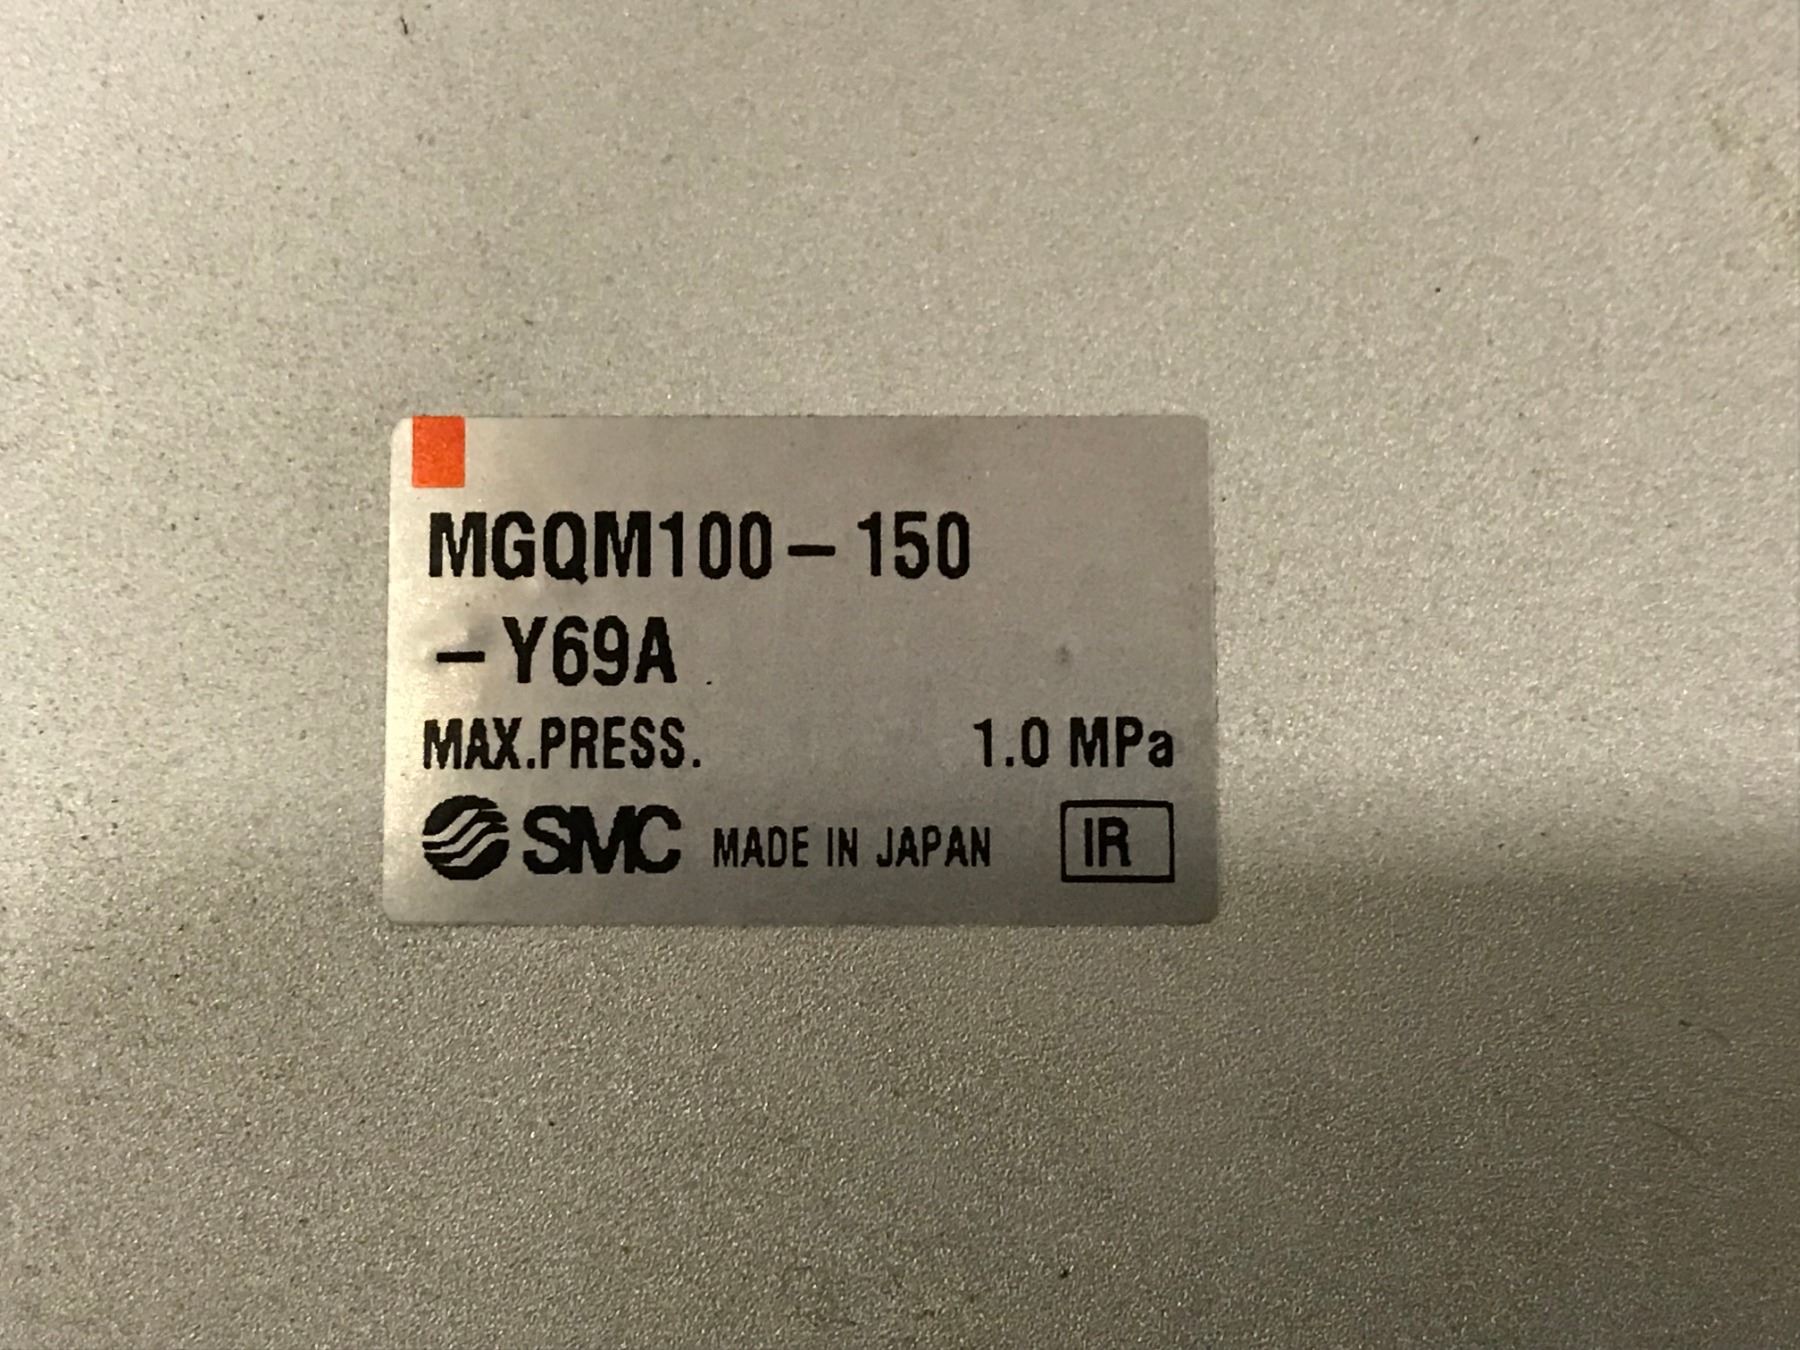 MGQM100-150
-Y69A
MAX.PRESS. 1.0 MPa
SMC MADE IN JAPAN IR